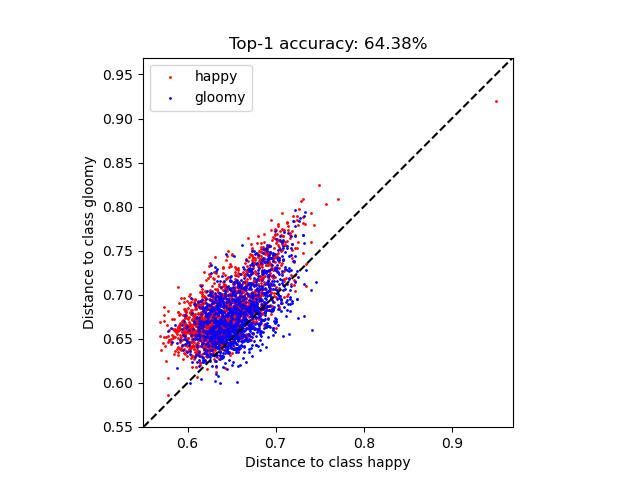 Top-1 accuracy: 64.38%
happy
gloomy
0.95
0.90
0.85
0.80
0.75
0.70
0.65
0.60
0.55
Distance to class gloomy
0.6 0.7 0.8 0.9
Distance to class happy